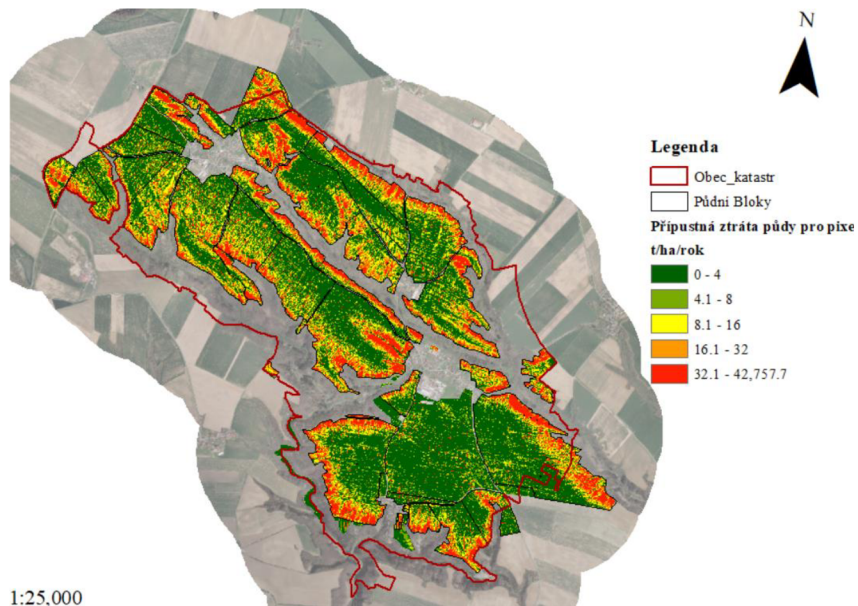 N
Legenda
Obec_katastr
Půdni Bloky
Přípustná ztráta půdy pro pixe
t/ha/rok
0 - 4
4.1 - 8
8.1 - 16
16.1 - 32
32.1 - 42,757.7
1:25,000